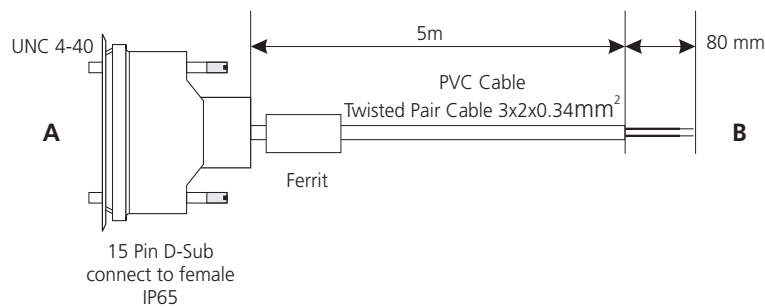 UNC 4-40
5m
80 mm
PVC Cable
Twisted Pair Cable 3x2x0.34mm²
A
B
Ferrit
15 Pin D-Sub
connect to female
IP65